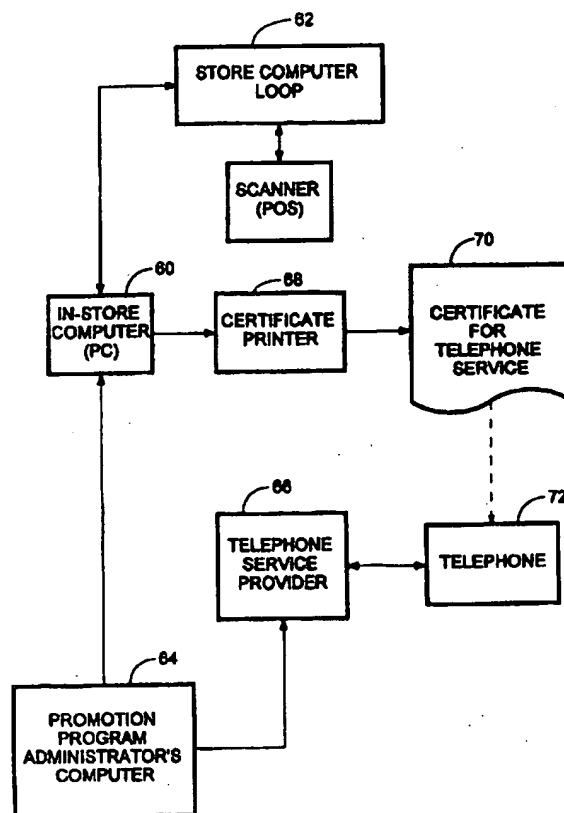 62
STORE COMPUTER
LOOP
SCANNER
(POS)
60
IN-STORE
COMPUTER
(PC)
68
CERTIFICATE
PRINTER
70
CERTIFICATE
FOR
TELEPHONE
SERVICE
66
TELEPHONE
SERVICE
PROVIDER
72
TELEPHONE
64
PROMOTION
PROGRAM
ADMINISTRATOR'S
COMPUTER